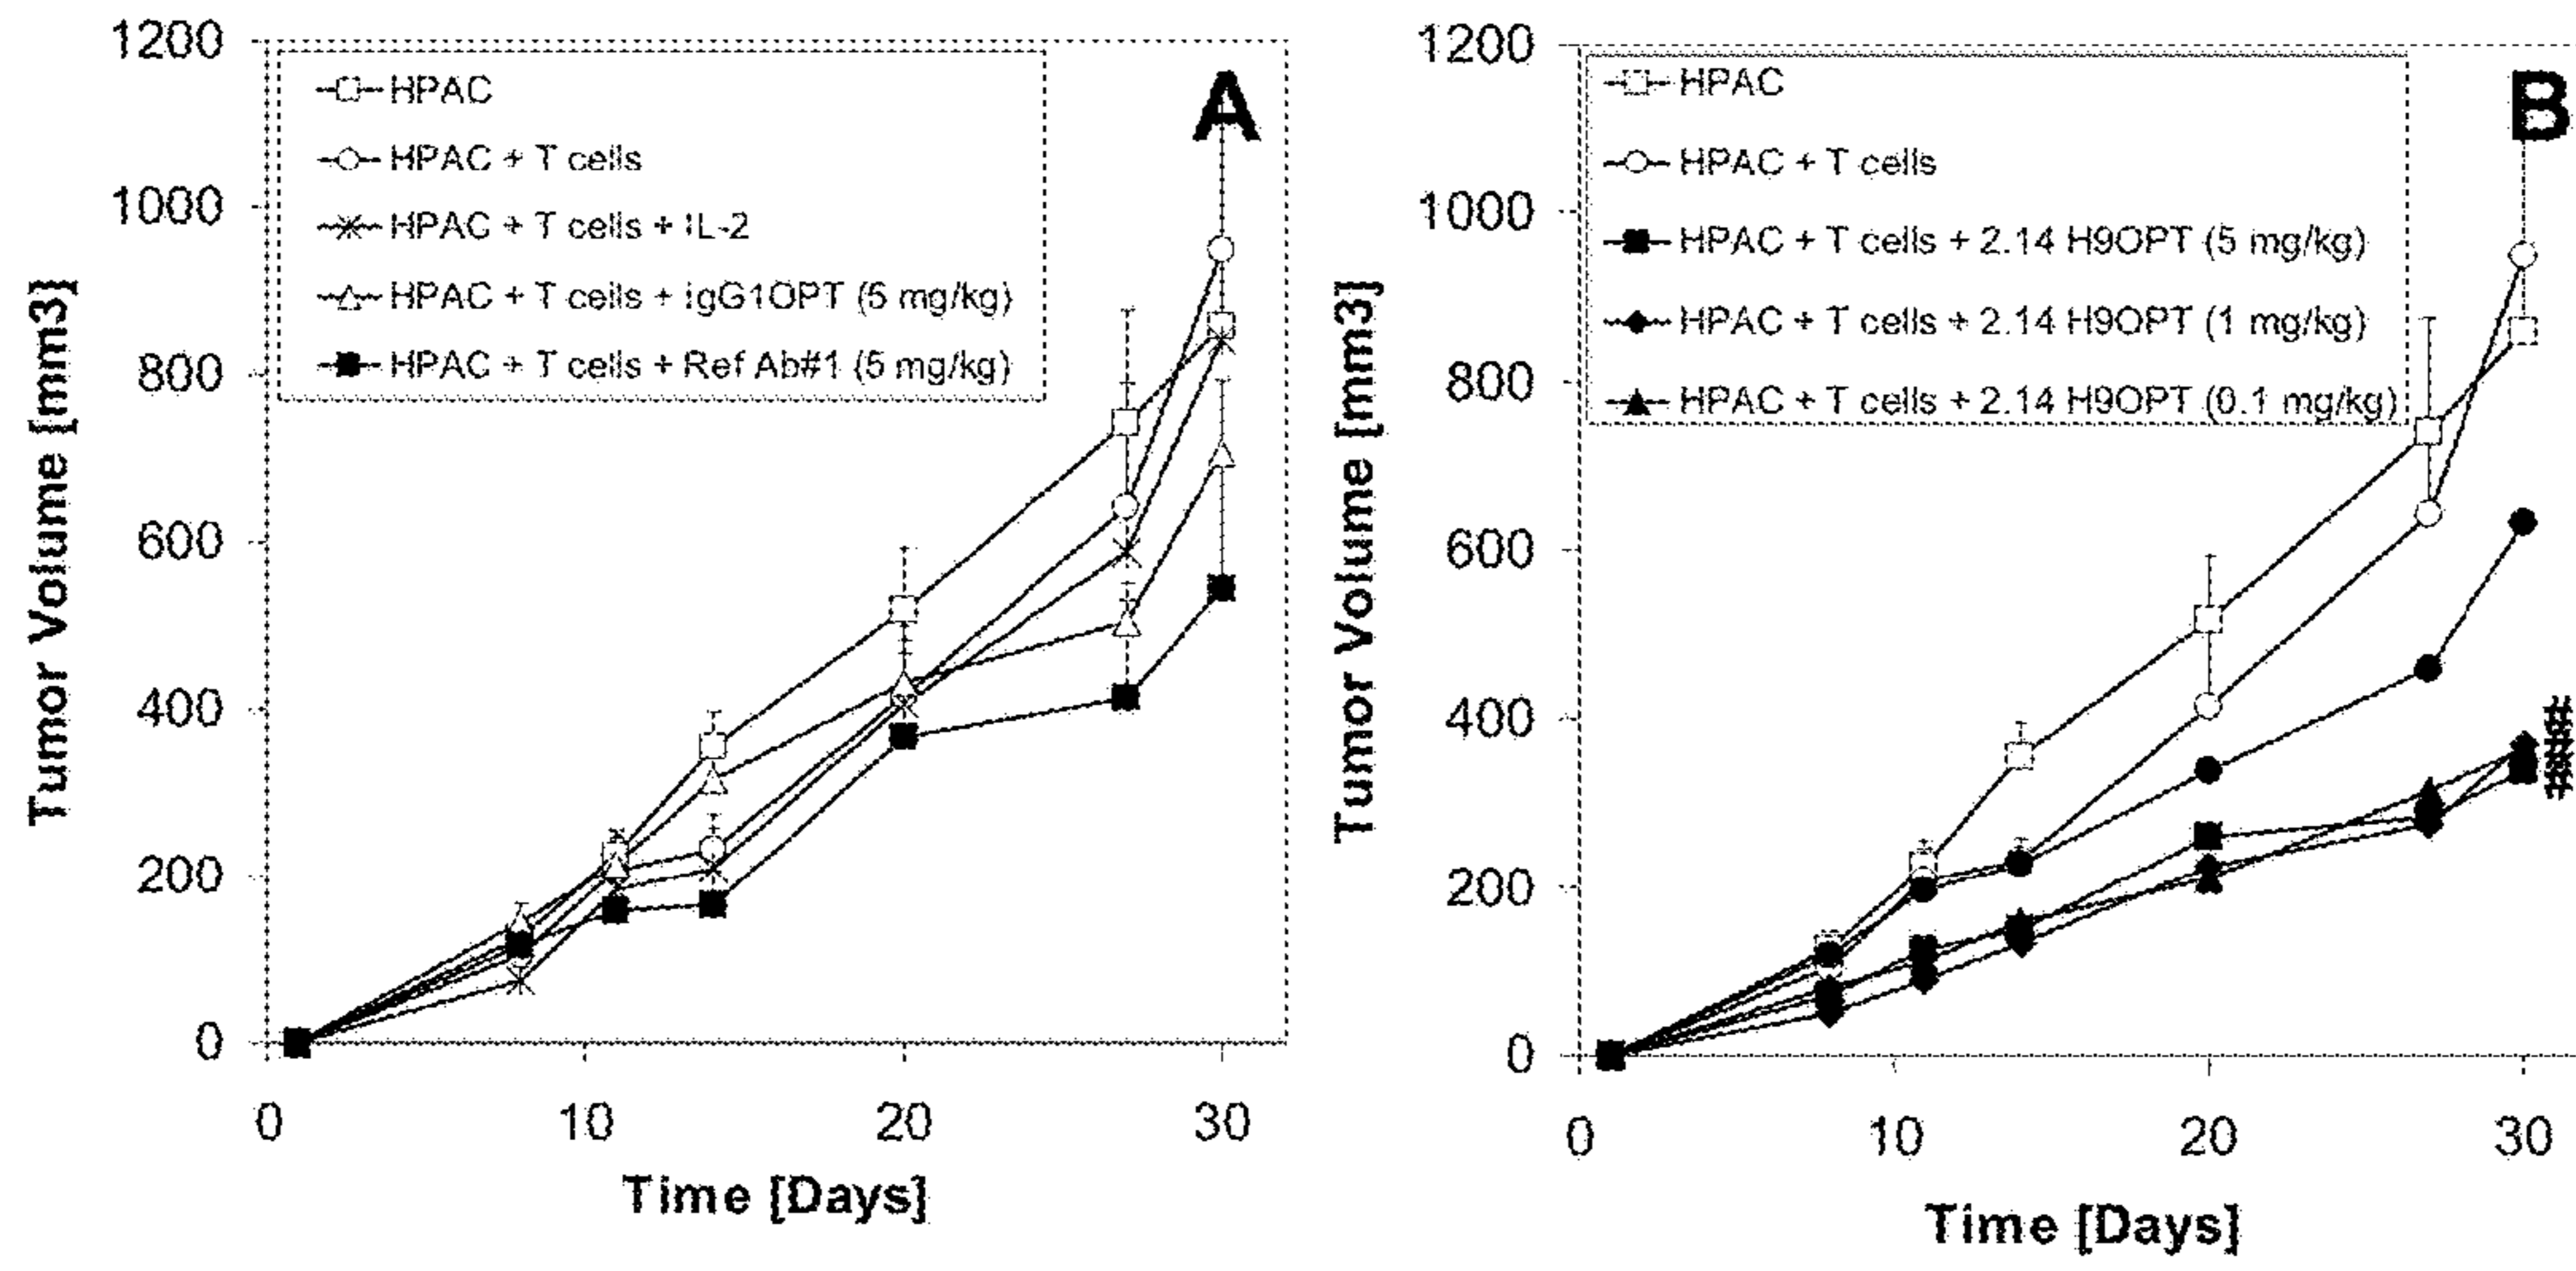 A
1200
1000
800
600
400
200
0
Tumor Volume [mm3]
HPAC
HPAC + T cells
HPAC + T cells + IL-2
HPAC + T cells + IgG1OPT (5 mg/kg)
HPAC + T cells + Ref Ab#1 (5 mg/kg)
0 10 20 30
Time [Days]
B
1200
1000
800
600
400
200
0
Tumor Volume [mm3]
HPAC
HPAC + T cells
HPAC + T cells + 2.14 H9OPT (5 mg/kg)
HPAC + T cells + 2.14 H9OPT (1 mg/kg)
HPAC + T cells + 2.14 H9OPT (0.1 mg/kg)
0 10 20 30
Time [Days]